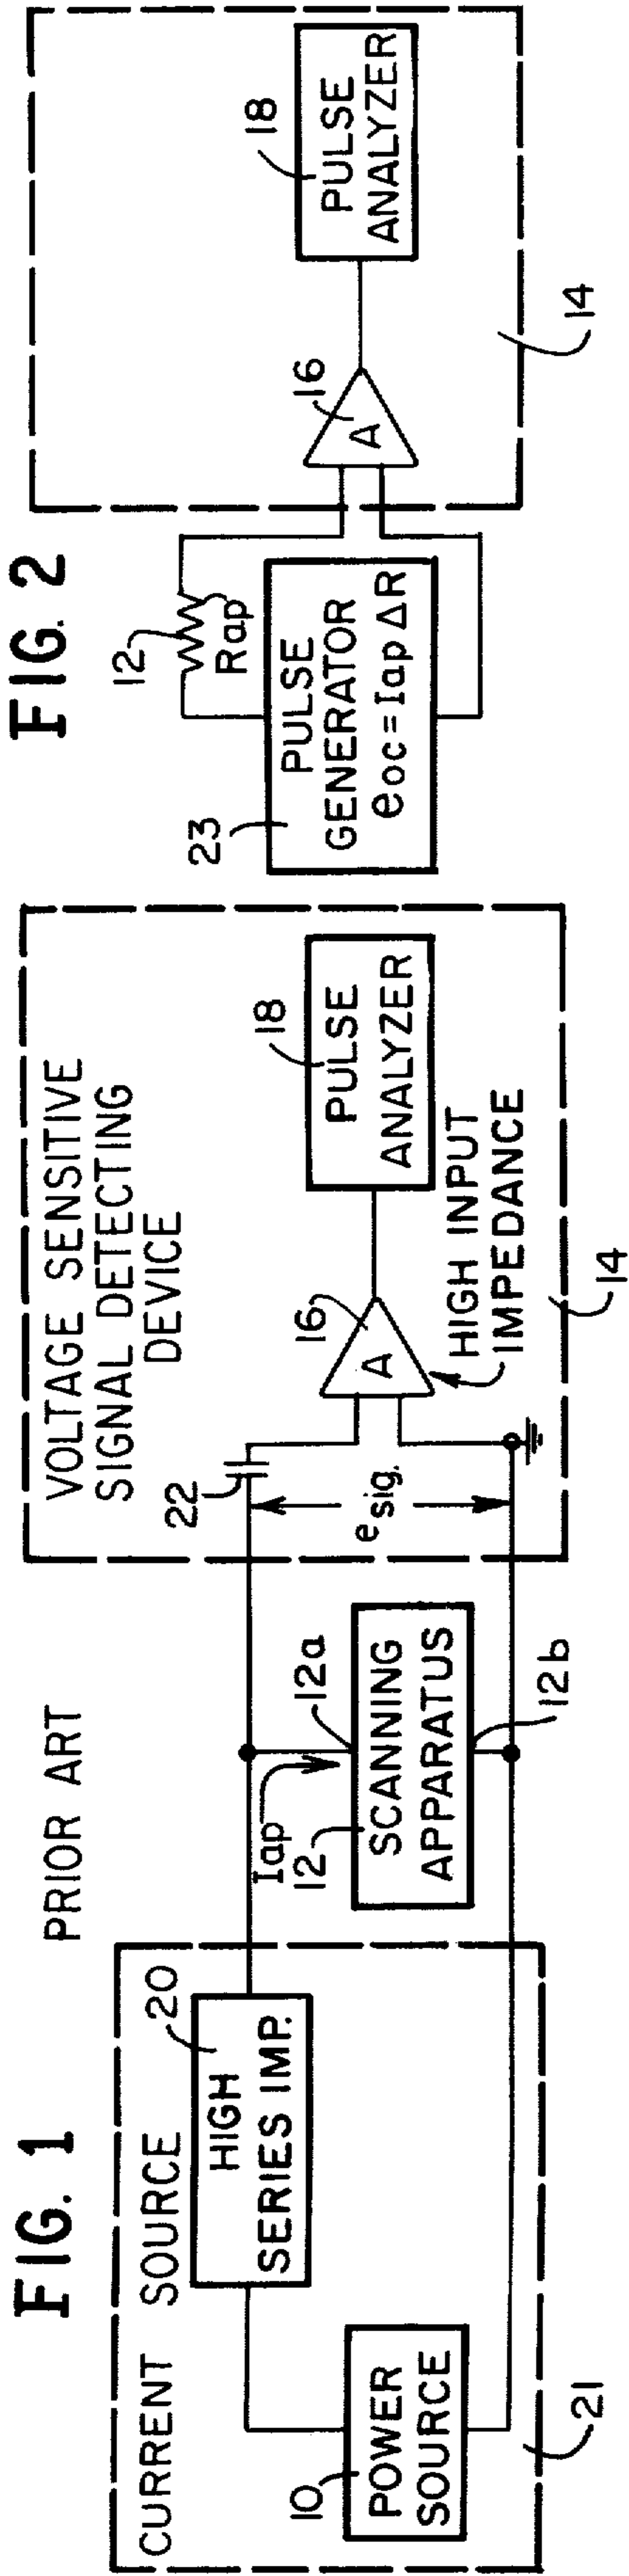 FIG. 1
PRIOR ART
CURRENT SOURCE
20
HIGH
SERIES IMP.
10
POWER
SOURCE
21
Iap
12
12a
SCANNING
APPARATUS
12b
VOLTAGE SENSITIVE
SIGNAL DETECTING
DEVICE
22
e sig.
16
A
18
PULSE
ANALYZER
HIGH INPUT
IMPEDANCE
14
FIG. 2
12
Rap
23
PULSE
GENERATOR
eoc = Iap ΔR
16
A
18
PULSE
ANALYZER
14